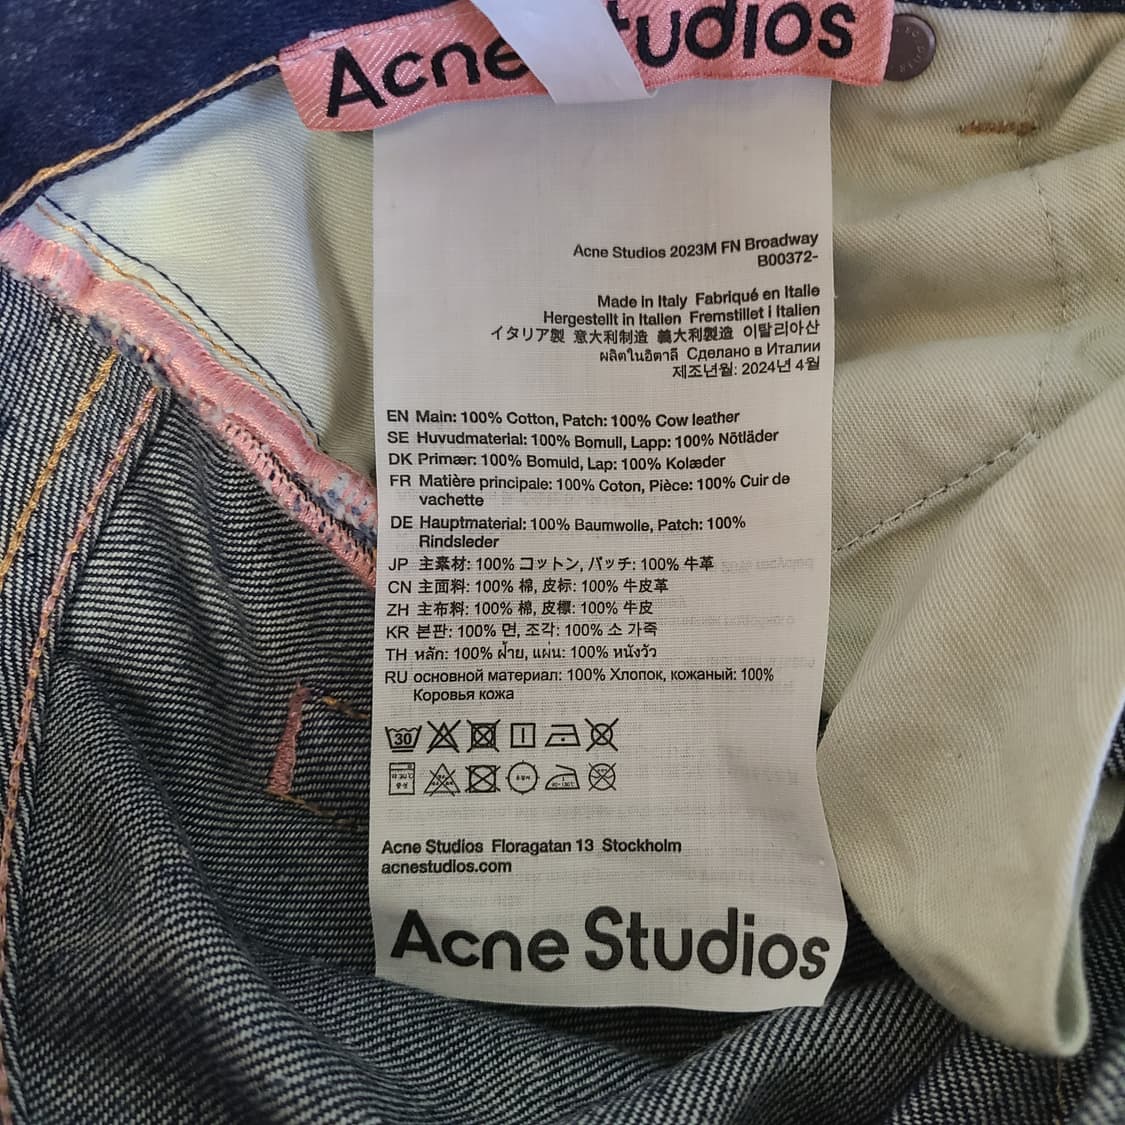 Acne Studios
Acne Studios 2023M FN Broadway
B00372-
Made in Italy Fabriqué en Italie
Hergestellt in Italien Fremstillet i Italien
イタリア製 意大利制造 義大利製造 이탈리아산
ผลิตในอิตาลี Сделано в Италии
제조년월: 2024년 4월
EN Main: 100% Cotton, Patch: 100% Cow leather
SE Huvudmaterial: 100% Bomull, Lapp: 100% Nötläder
DK Primær: 100% Bomuld, Lap: 100% Kolæder
FR Matière principale: 100% Coton, Pièce: 100% Cuir de
vachette
DE Hauptmaterial: 100% Baumwolle, Patch: 100%
Rindsleder
JP 主素材: 100% コットン, パッチ: 100% 牛革
CN 主面料: 100% 棉, 皮标: 100% 牛皮革
ZH 主布料: 100% 棉, 皮標: 100% 牛皮
KR 본판: 100% 면, 조각: 100% 소 가죽
TH หลัก: 100% ฝ้าย, แผ่น: 100% หนังวัว
RU основной материал: 100% Хлопок, кожаный: 100%
Коровья кожа
30
Acne Studios Floragatan 13 Stockholm
acnestudios.com
Acne Studios